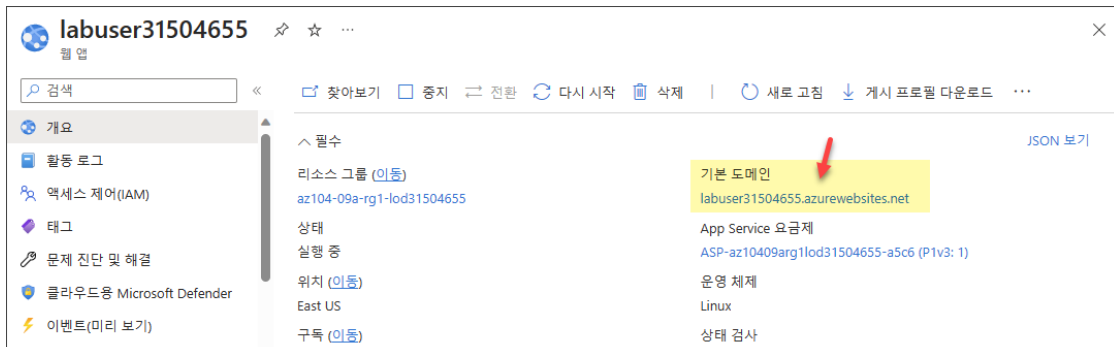 labuser31504655 ...
웹 앱
검색 «
찾아보기 중지 전환 다시 시작 삭제 | 새로 고침 게시 프로필 다운로드 ...
개요
활동 로그
액세스 제어(IAM)
태그
문제 진단 및 해결
클라우드용 Microsoft Defender
이벤트(미리 보기)
필수 JSON 보기
리소스 그룹 (이동)
az104-09a-rg1-lod31504655
상태
실행 중
위치 (이동)
East US
구독 (이동)
기본 도메인
labuser31504655.azurewebsites.net
App Service 요금제
ASP-az10409arg1lod31504655-a5c6 (P1v3: 1)
운영 체제
Linux
상태 검사